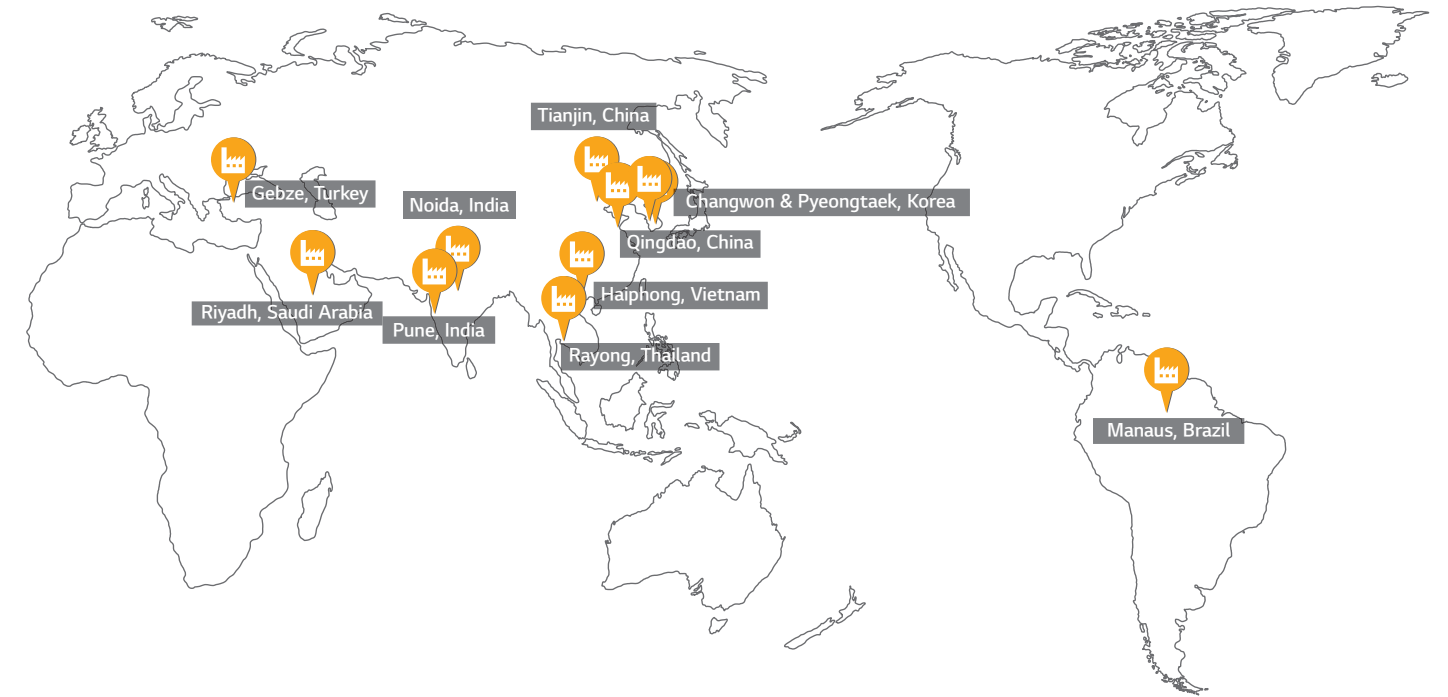 Tianjin, China
Gebze, Turkey
Noida, India
Changwon & Pyeongtaek, Korea
Qingdao, China
Haiphong, Vietnam
Riyadh, Saudi Arabia
Pune, India
Rayong, Thailand
Manaus, Brazil